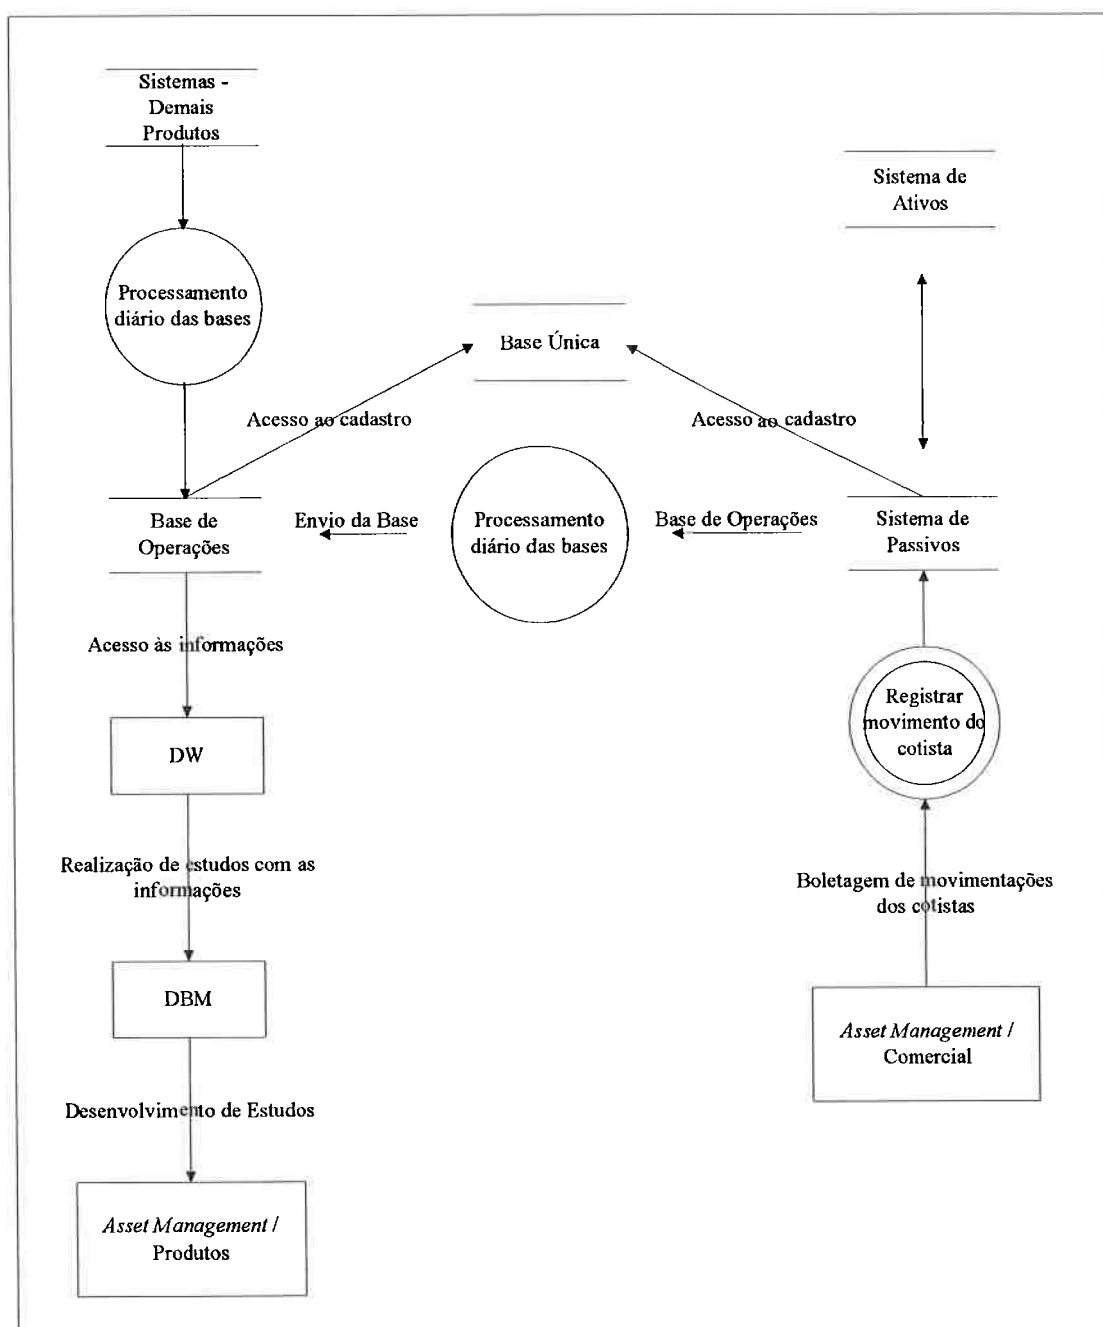 Sistemas -
Demais
Produtos
Sistema de
Ativos
Processamento
diário das bases
Base Única
Acesso ao cadastro
Acesso ao cadastro
Base de
Operações
Envio da Base
Processamento
diário das bases
Base de Operações
Sistema de
Passivos
Acesso às informações
Registrar
movimento do
cotista
DW
Realização de estudos com as
informações
Boletagem de movimentações
dos cotistas
DBM
Asset Management /
Comercial
Desenvolvimento de Estudos
Asset Management /
Produtos